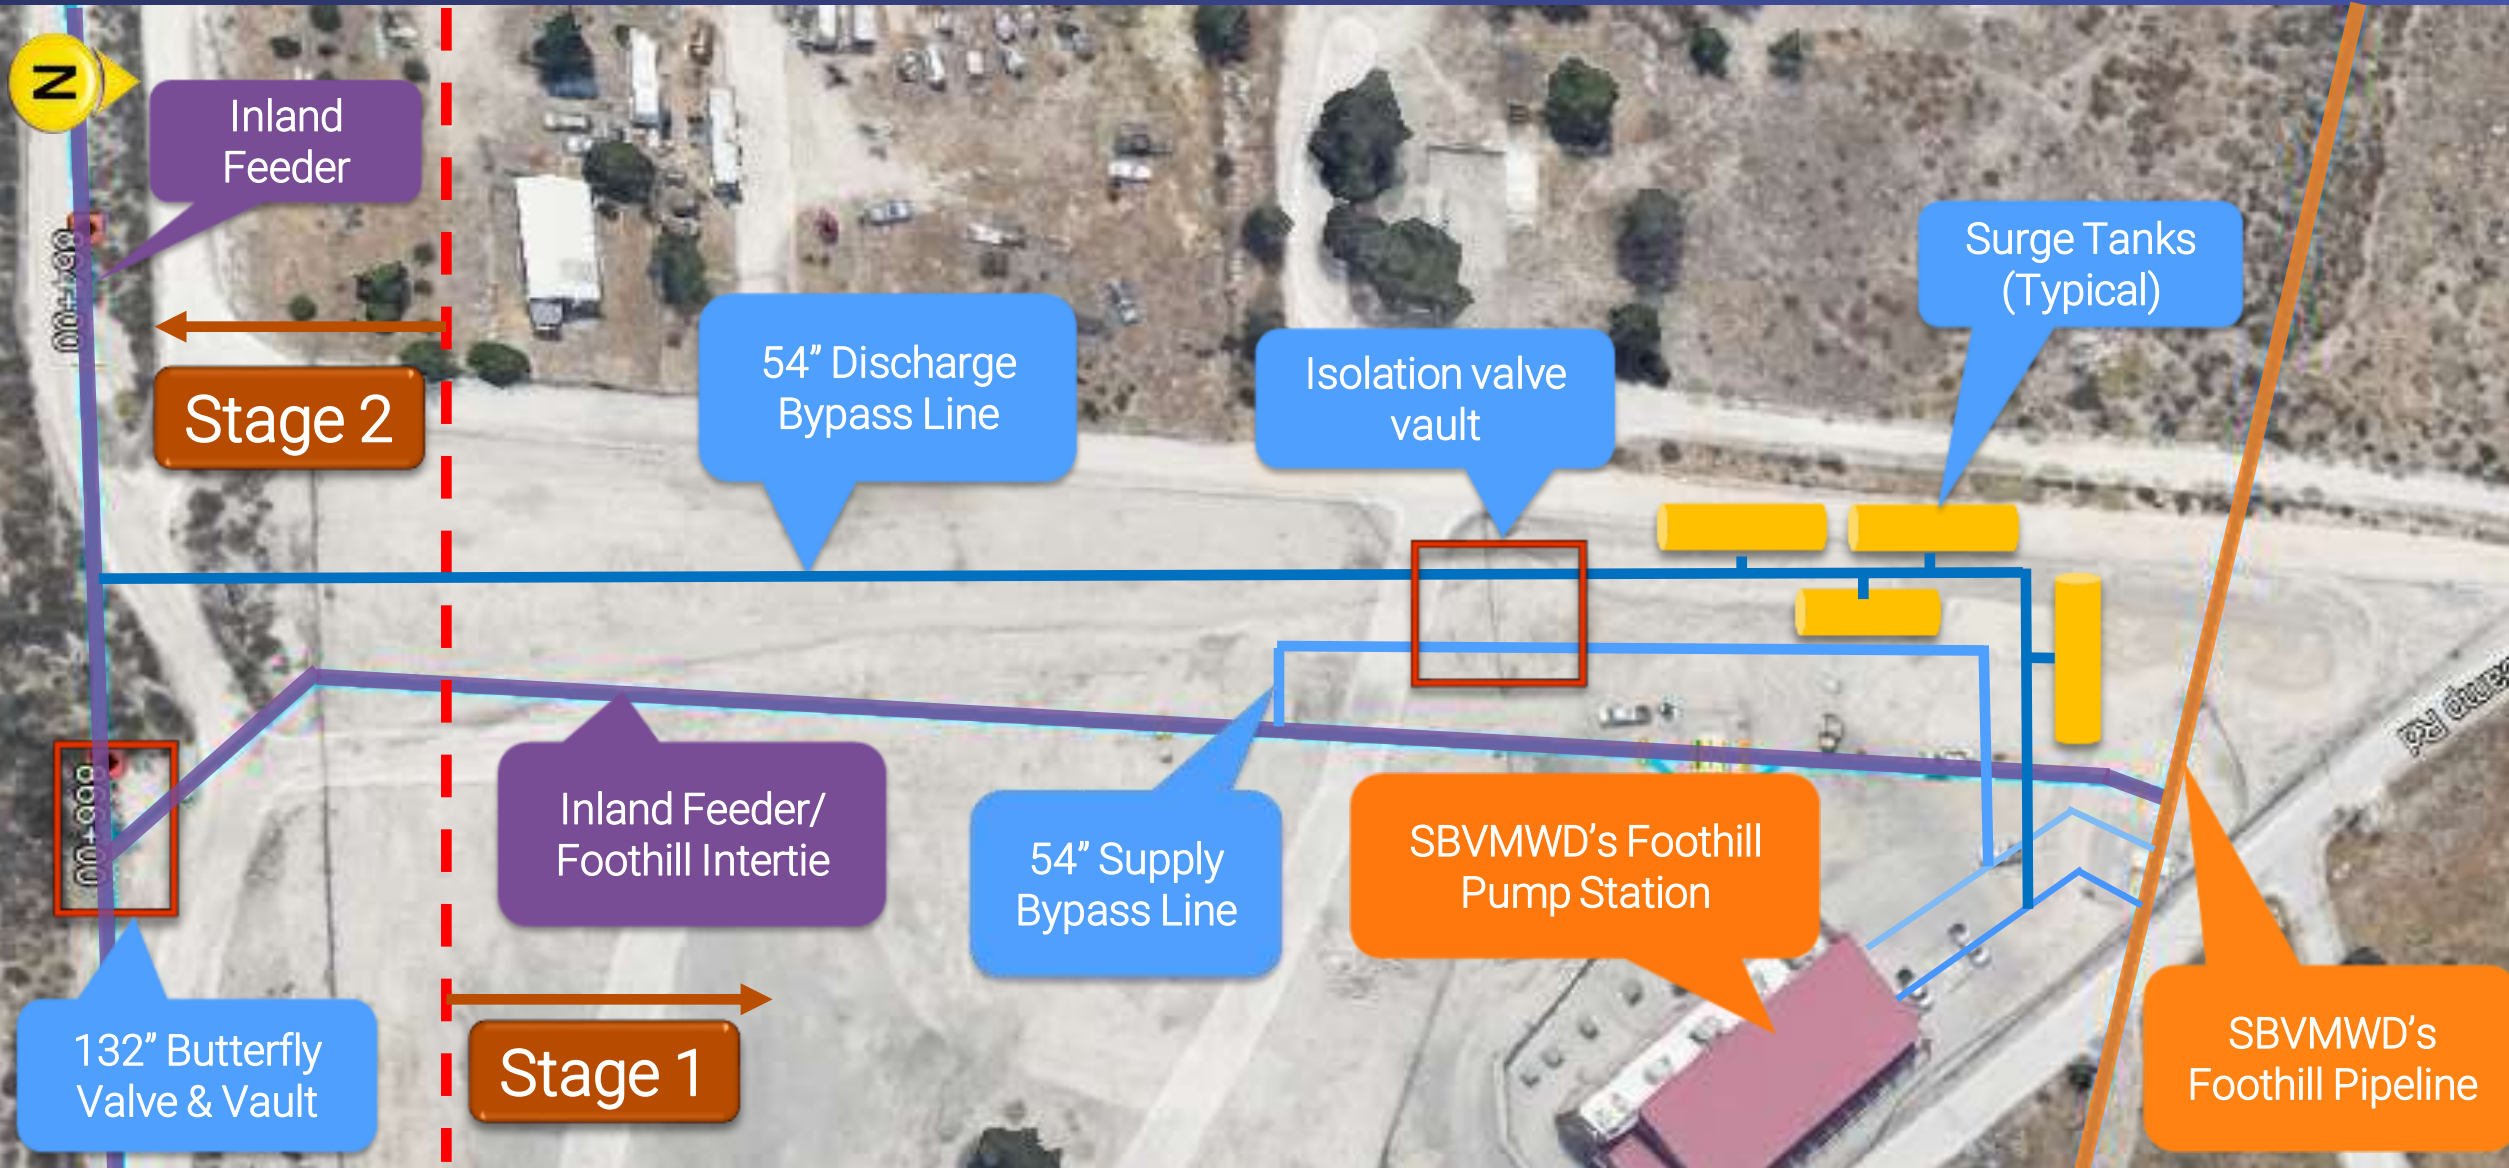 N
Inland
Feeder
Surge Tanks
(Typical)
54” Discharge
Bypass Line
Isolation valve
vault
Stage 2
Inland Feeder/
Foothill Intertie
54” Supply
Bypass Line
SBVMWD’s Foothill
Pump Station
132” Butterfly
Valve & Vault
Stage 1
SBVMWD’s
Foothill Pipeline
Rd